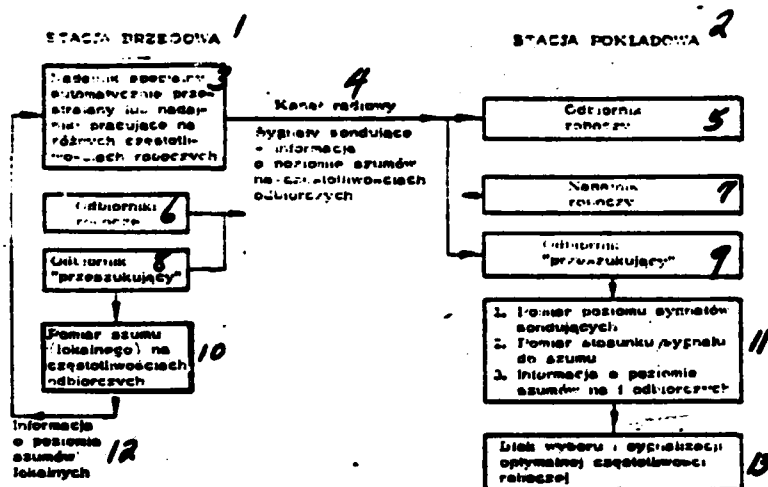 STACJA BRZEGOWA 1
STACJA POKŁADOWA 2
Nadajnik specjalny 3
automatycznie prze-
strajany lub nadaj-
niki pracujące na
różnych częstotli-
wościach roboczych
4
Kanał radiowy
Sygnały sondujące
+ informacja
o poziomie szumów
na częstotliwościach
odbiorczych
Odbiornik 5
roboczy
Odbiorniki 6
robocze
Nadajnik 7
roboczy
Odbiornik 8
"przeszukujący"
Odbiornik 9
"przeszukujący"
Pomiar szumu
(lokalnego) na 10
częstotliwościach
odbiorczych
1. Pomiar poziomu sygnałów
sondujących
2. Pomiar stosunku sygnału 11
do szumu
3. Informacja o poziomie
szumów na f odbiorczych
Informacja
o poziomie 12
szumów
lokalnych
Blok wyboru i sygnalizacji
optymalnej częstotliwości 13
roboczej